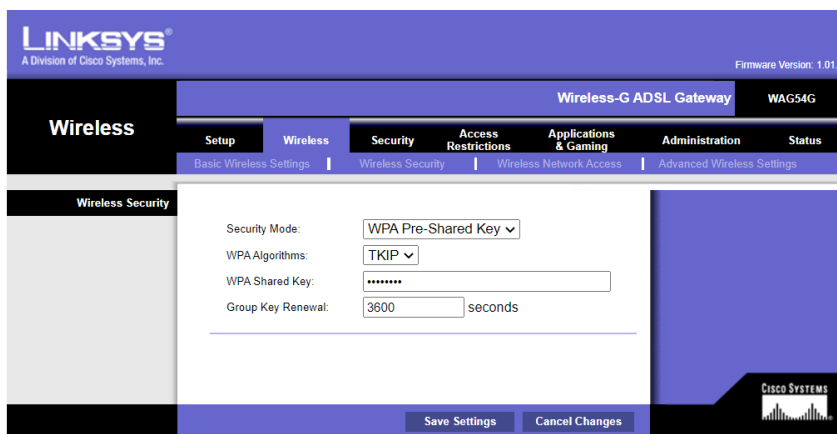 LINKSYS®
A Division of Cisco Systems, Inc.
Firmware Version: 1.01.
Wireless-G ADSL Gateway WAG54G
Wireless
Setup Wireless Security Access Restrictions Applications & Gaming Administration Status
Basic Wireless Settings Wireless Security Wireless Network Access Advanced Wireless Settings
Wireless Security
Security Mode: WPA Pre-Shared Key
WPA Algorithms: TKIP
WPA Shared Key: ••••••••
Group Key Renewal: 3600 seconds
CISCO SYSTEMS
Save Settings Cancel Changes